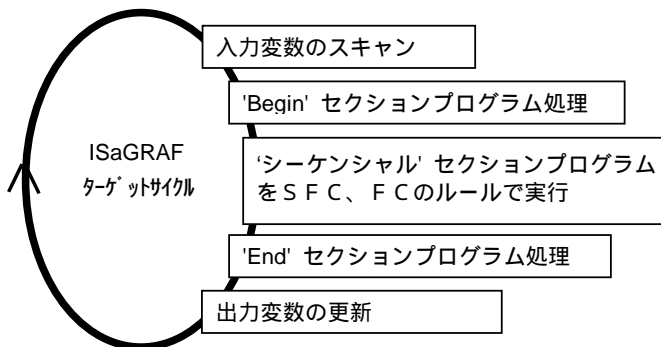 入力変数のスキャン
'Begin' セクションプログラム処理
ISaGRAF
ﾀｰｹﾞｯﾄｻｲｸﾙ
‘シーケンシャル’ セクションプログラム
をＳＦＣ、ＦＣのルールで実行
'End' セクションプログラム処理
出力変数の更新